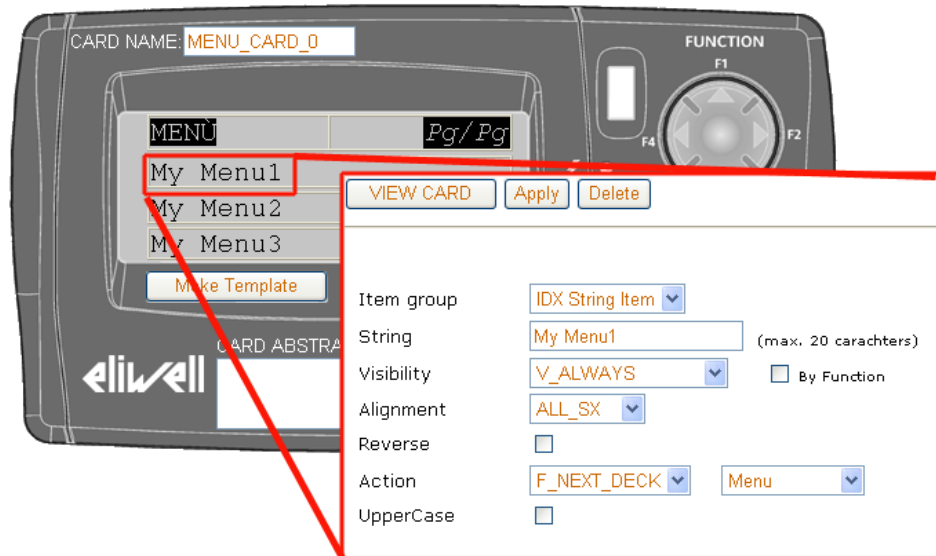 CARD NAME: MENU_CARD_0
FUNCTION
F1
F2
F4
MENÙ Pg/Pg
My Menu1
My Menu2
My Menu3
Make Template
CARD ABSTRA
eliwell
VIEW CARD Apply Delete
Item group IDX String Item
String My Menu1 (max. 20 carachters)
Visibility V_ALWAYS By Function
Alignment ALL_SX
Reverse
Action F_NEXT_DECK Menu
UpperCase